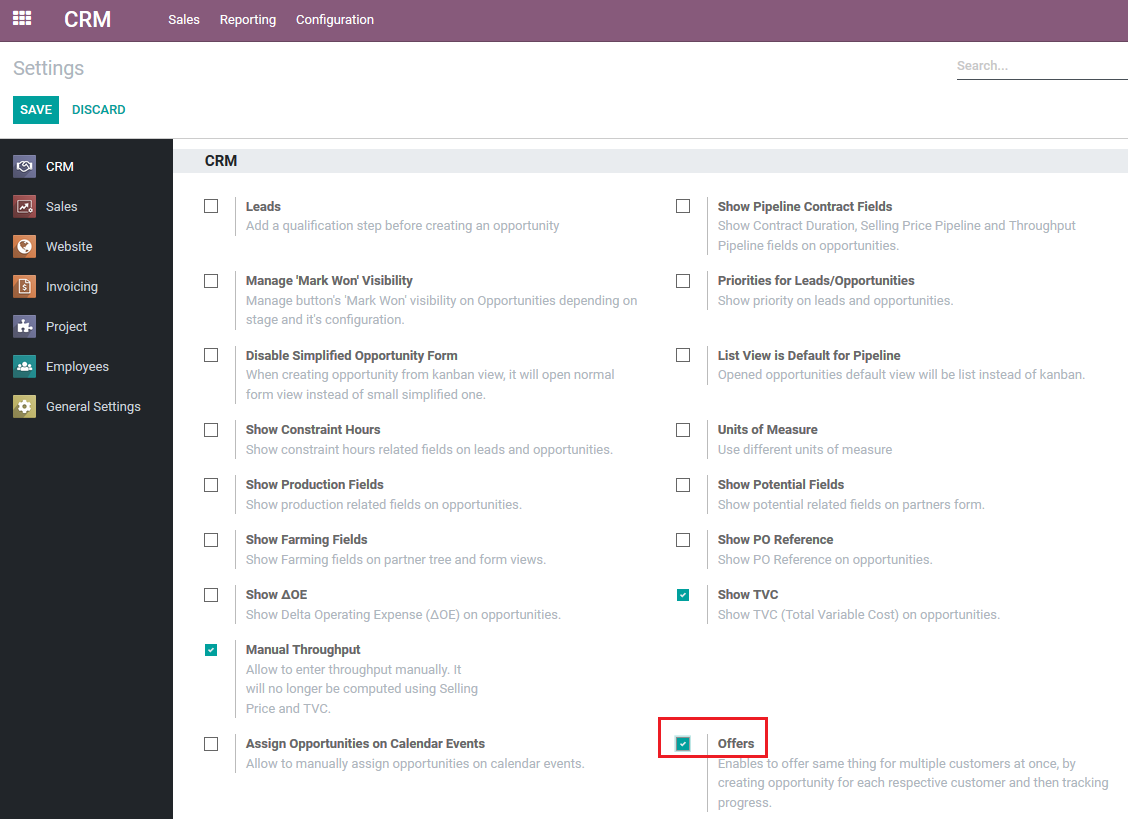 CRM Sales Reporting Configuration
Settings
Search...
SAVE DISCARD
CRM
Sales
Website
Invoicing
Project
Employees
General Settings
CRM
Leads
Add a qualification step before creating an opportunity
Show Pipeline Contract Fields
Show Contract Duration, Selling Price Pipeline and Throughput
Pipeline fields on opportunities.
Manage 'Mark Won' Visibility
Manage button's 'Mark Won' visibility on Opportunities depending on
stage and it's configuration.
Priorities for Leads/Opportunities
Show priority on leads and opportunities.
Disable Simplified Opportunity Form
When creating opportunity from kanban view, it will open normal
form view instead of small simplified one.
List View is Default for Pipeline
Opened opportunities default view will be list instead of kanban.
Show Constraint Hours
Show constraint hours related fields on leads and opportunities.
Units of Measure
Use different units of measure
Show Production Fields
Show production related fields on opportunities.
Show Potential Fields
Show potential related fields on partners form.
Show Farming Fields
Show Farming fields on partner tree and form views.
Show PO Reference
Show PO Reference on opportunities.
Show ΔOE
Show Delta Operating Expense (ΔOE) on opportunities.
Show TVC
Show TVC (Total Variable Cost) on opportunities.
Manual Throughput
Allow to enter throughput manually. It
will no longer be computed using Selling
Price and TVC.
Assign Opportunities on Calendar Events
Allow to manually assign opportunities on calendar events.
Offers
Enables to offer same thing for multiple customers at once, by
creating opportunity for each respective customer and then tracking
progress.